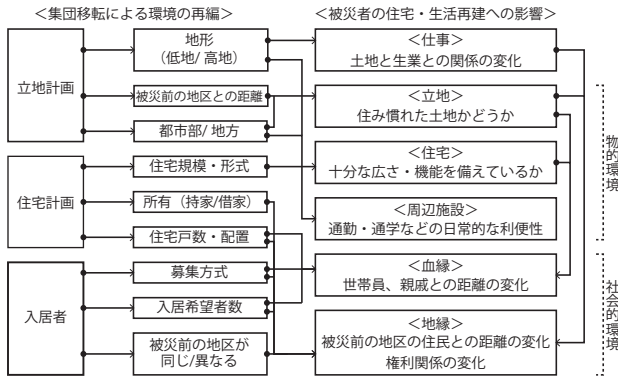 ＜集団移転による環境の再編＞
＜被災者の住宅・生活再建への影響＞
立地計画
地形
（低地/ 高地）
被災前の地区との距離
都市部/ 地方
住宅計画
住宅規模・形式
所有（持家/借家）
住宅戸数・配置
入居者
募集方式
入居希望者数
被災前の地区が
同じ/異なる
＜仕事＞
土地と生業との関係の変化
＜立地＞
住み慣れた土地かどうか
＜住宅＞
十分な広さ・機能を備えているか
＜周辺施設＞
通勤・通学などの日常的な利便性
＜血縁＞
世帯員、親戚との距離の変化
＜地縁＞
被災前の地区の住民との距離の変化
権利関係の変化
物的環境
社会的環境